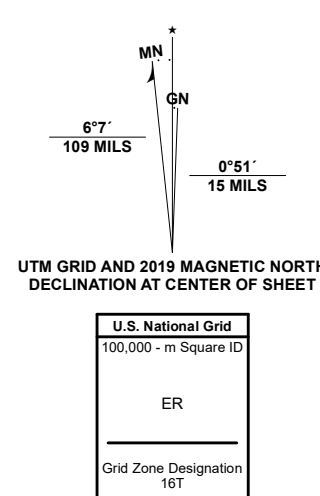 ★
MN
GN
6°7´
109 MILS
0°51´
15 MILS
UTM GRID AND 2019 MAGNETIC NORTH
DECLINATION AT CENTER OF SHEET
U.S. National Grid
100,000 - m Square ID
ER
Grid Zone Designation
16T